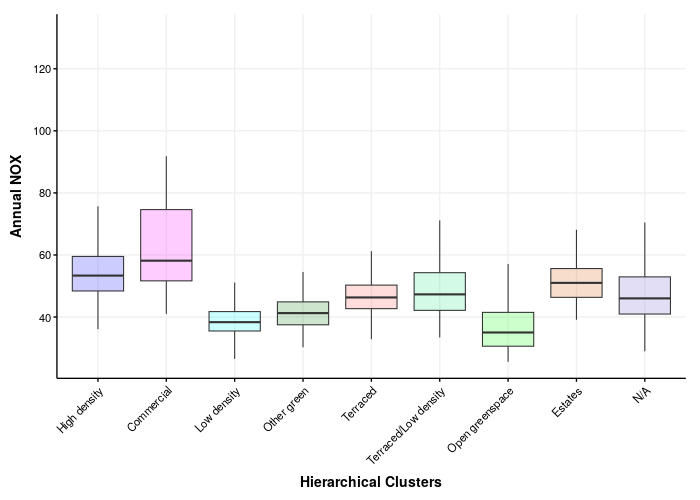 Annual NOX
120
100
80
60
40
High density
Commercial
Low density
Other green
Terraced
Terraced/Low density
Open greenspace
Estates
N/A
Hierarchical Clusters